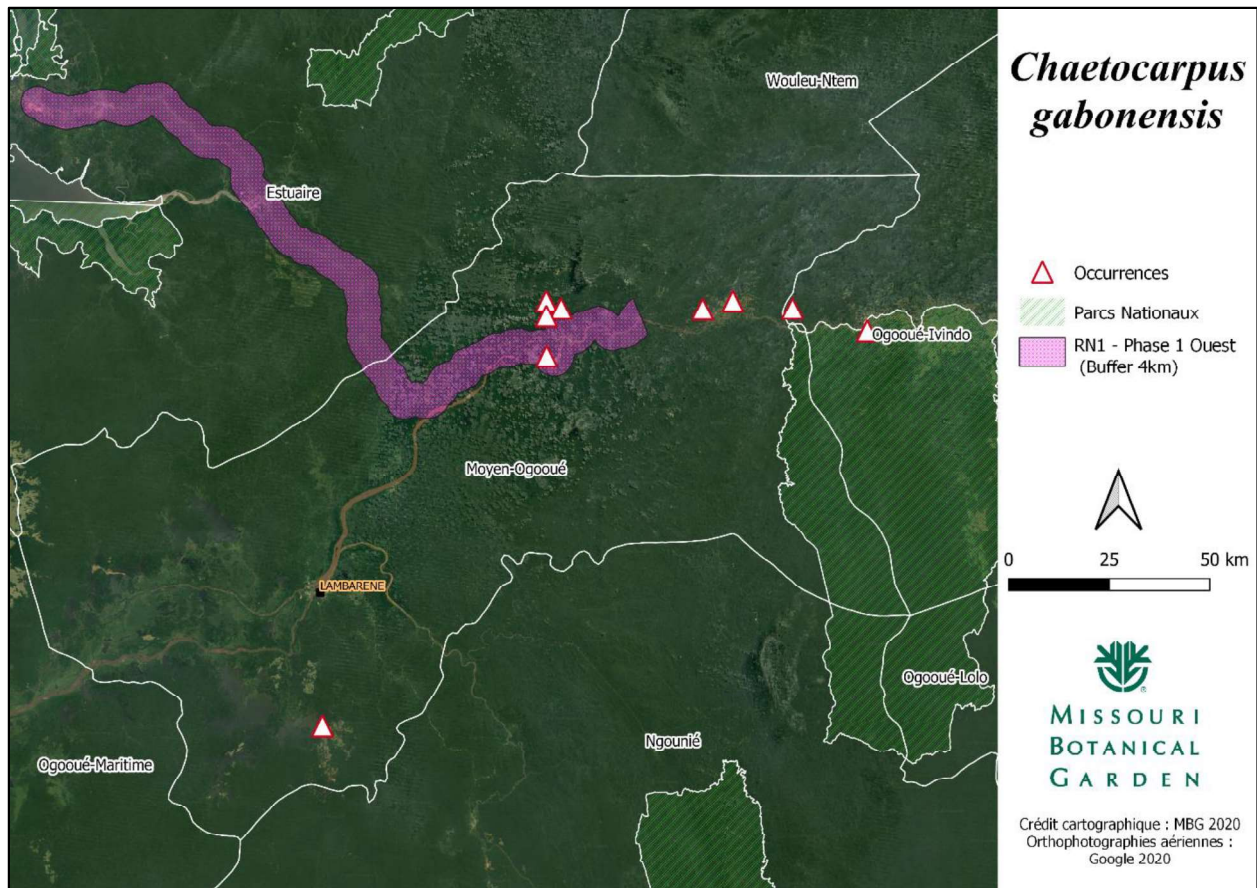 Wouleu-Ntem
Estuaire
Ogooué-Ivindo
Moyen-Ogooué
LAMBARENE
Ogooué-Lolo
Ngounié
Ogooué-Maritime
Chaetocarpus
gabonensis
Occurrences
Parcs Nationaux
RN1 - Phase 1 Ouest
(Buffer 4km)
0 25 50 km
MISSOURI
BOTANICAL
GARDEN
Crédit cartographique : MBG 2020
Orthophotographies aériennes :
Google 2020